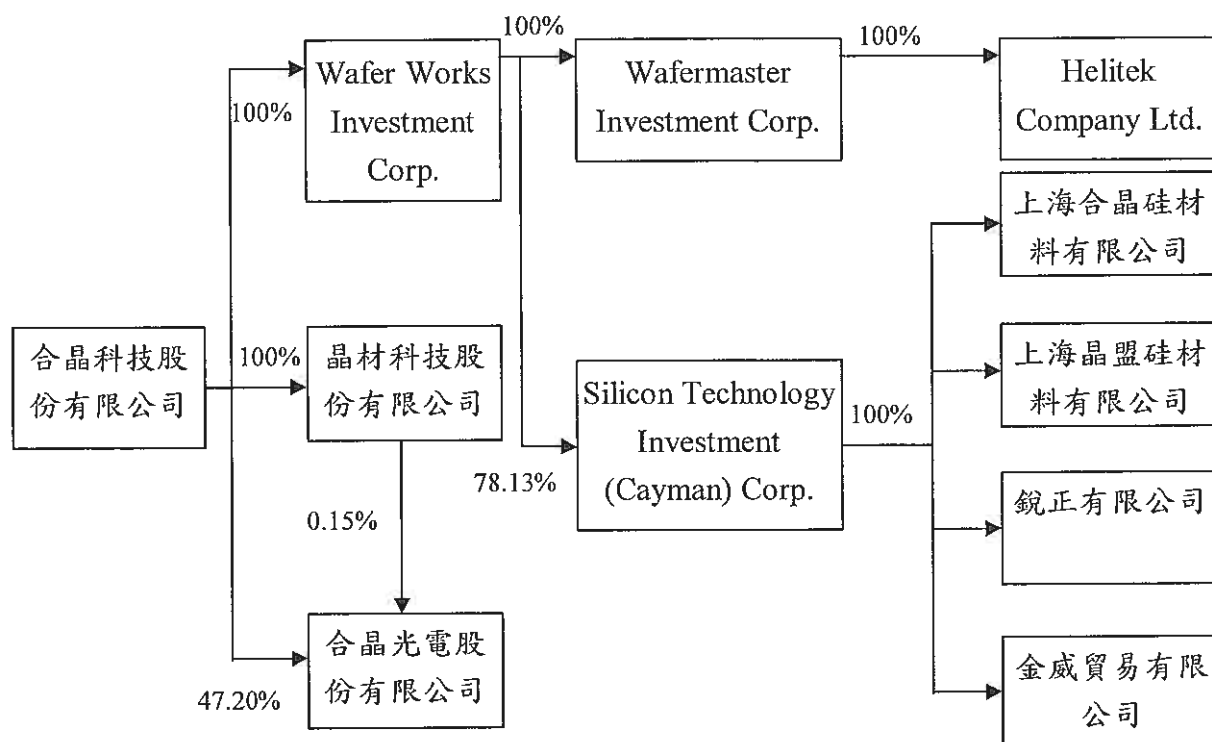 100%
100%
Wafer Works
Investment
Corp.
Wafermaster
Investment Corp.
Helitek
Company Ltd.
100%
上海合晶硅材
料有限公司
合晶科技股
份有限公司
100%
晶材科技股
份有限公司
Silicon Technology
Investment
(Cayman) Corp.
100%
上海晶盟硅材
料有限公司
78.13%
0.15%
銳正有限公司
合晶光電股
份有限公司
47.20%
金威貿易有限
公司